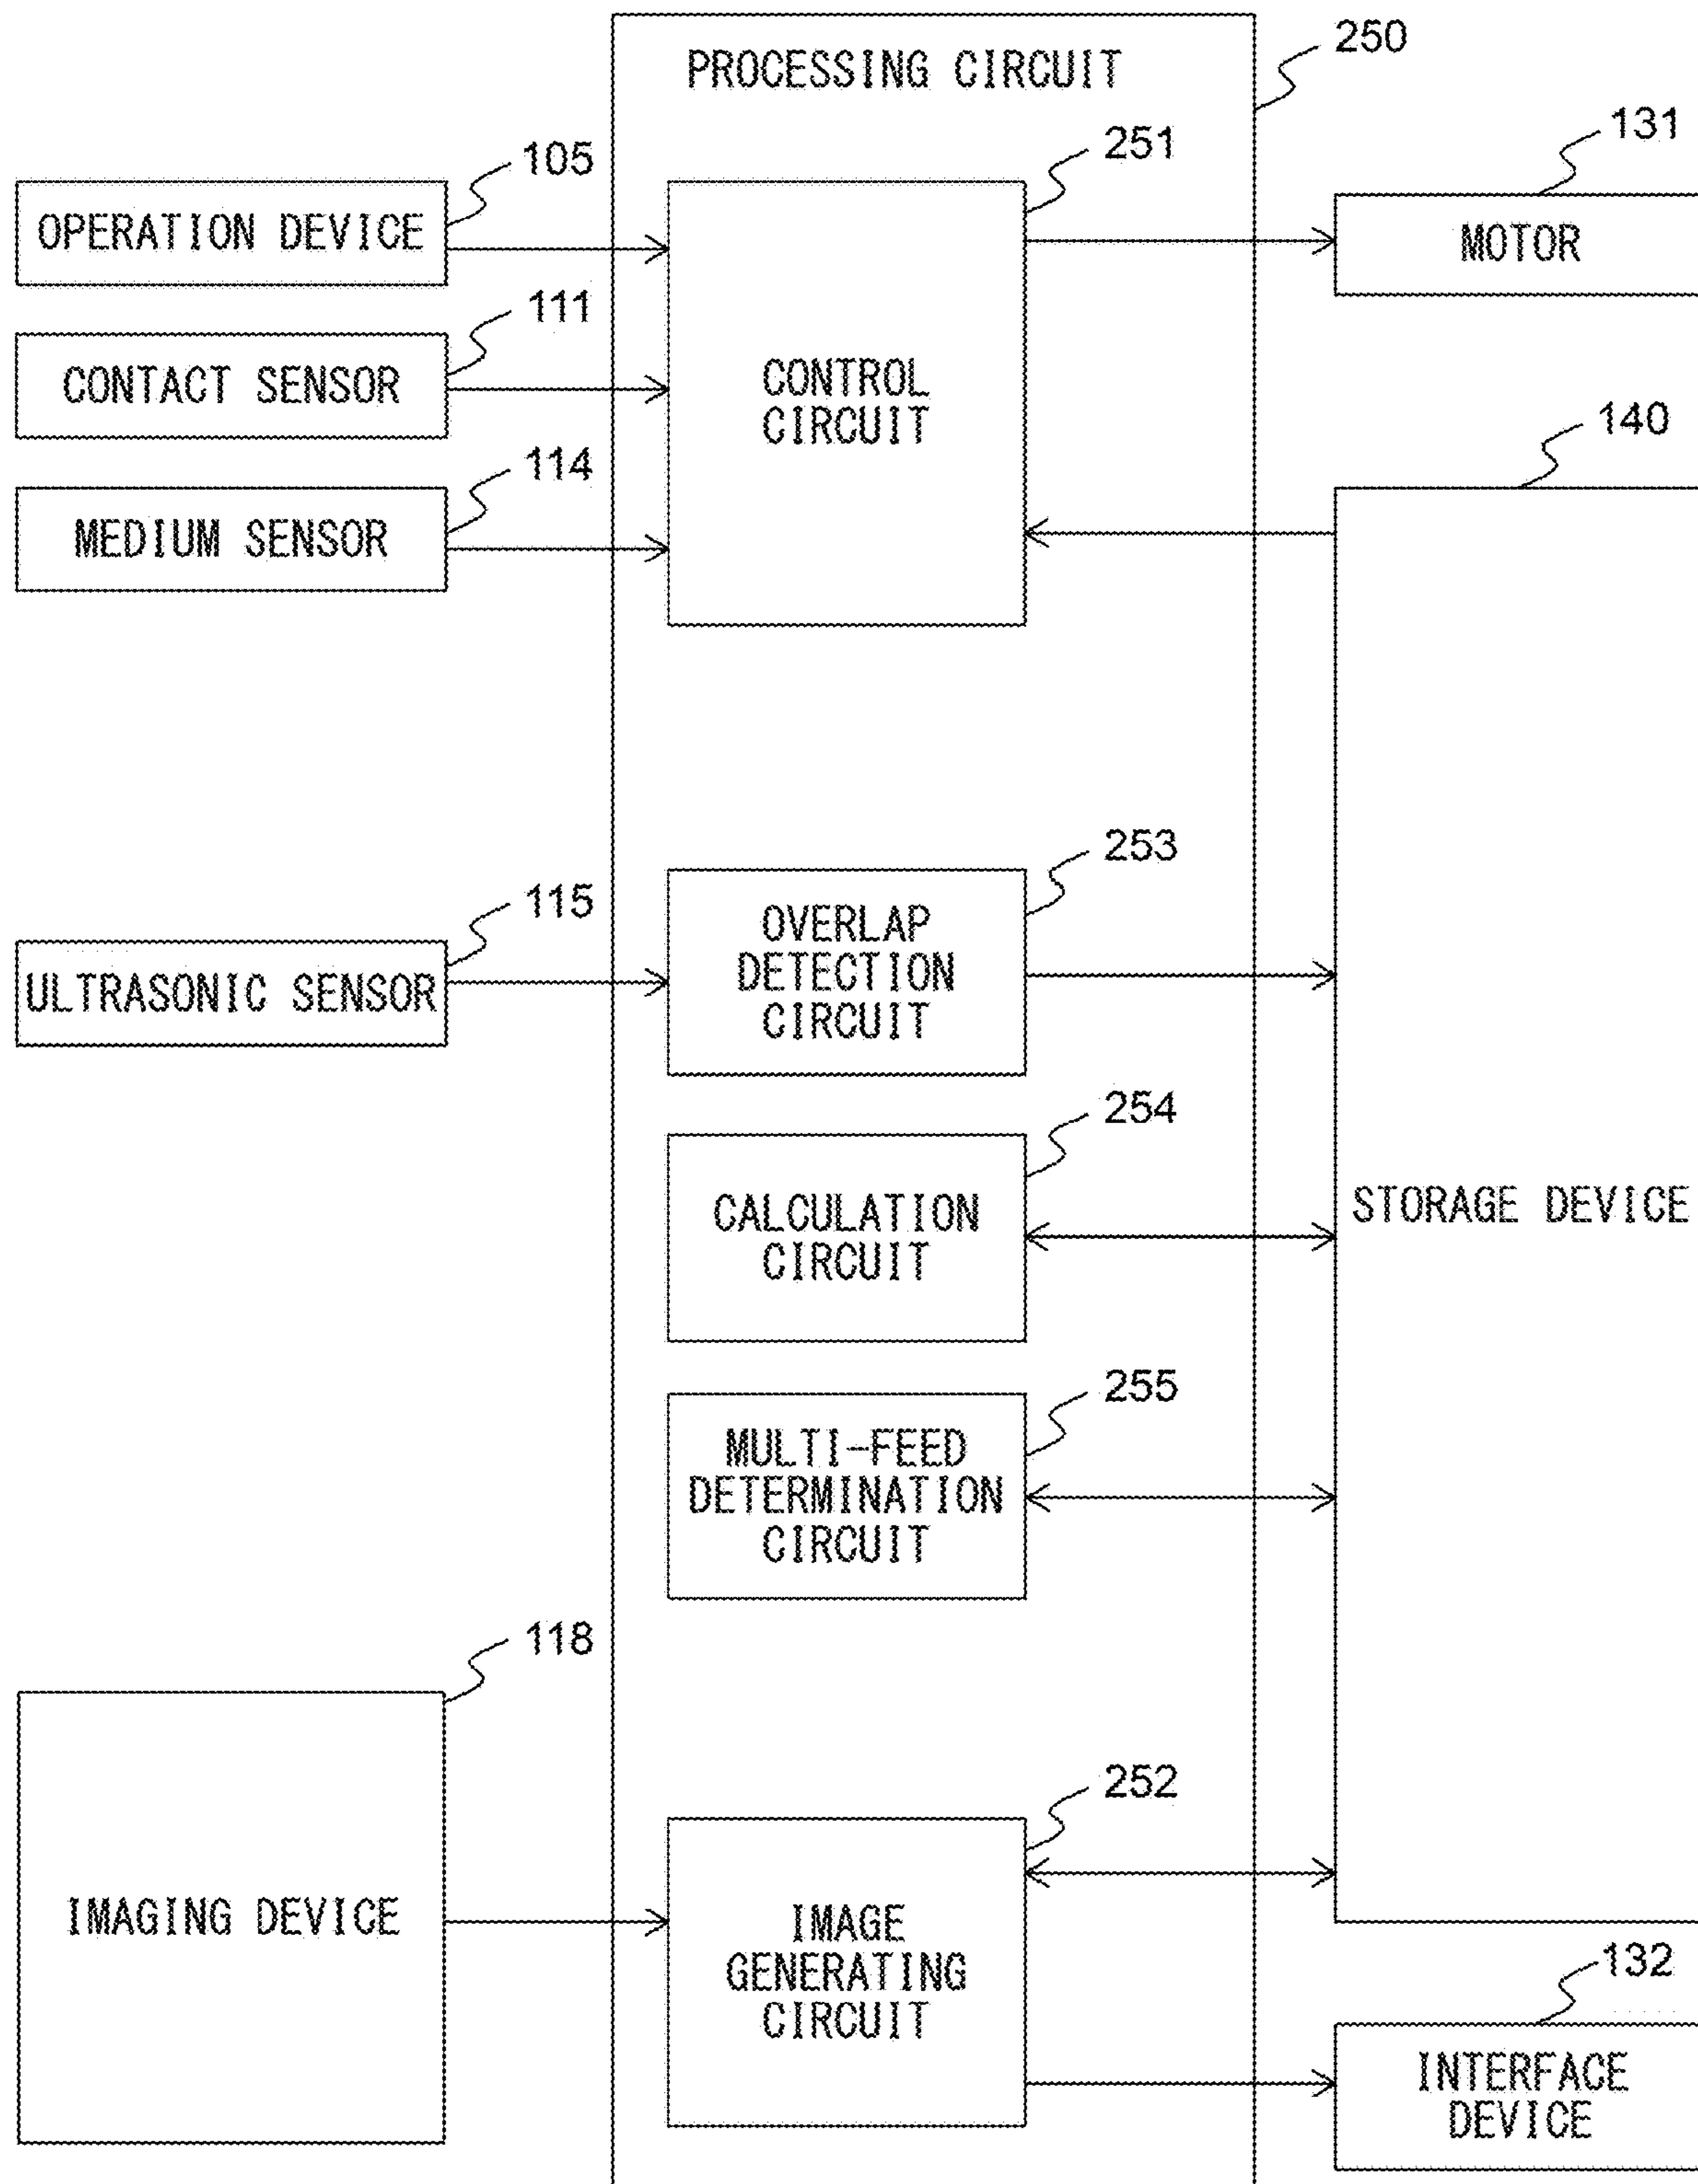 PROCESSING CIRCUIT
250
105
OPERATION DEVICE
251
131
MOTOR
111
CONTACT SENSOR
CONTROL
CIRCUIT
140
114
MEDIUM SENSOR
253
115
ULTRASONIC SENSOR
OVERLAP
DETECTION
CIRCUIT
254
CALCULATION
CIRCUIT
STORAGE DEVICE
255
MULTI-FEED
DETERMINATION
CIRCUIT
118
IMAGING DEVICE
252
IMAGE
GENERATING
CIRCUIT
132
INTERFACE
DEVICE